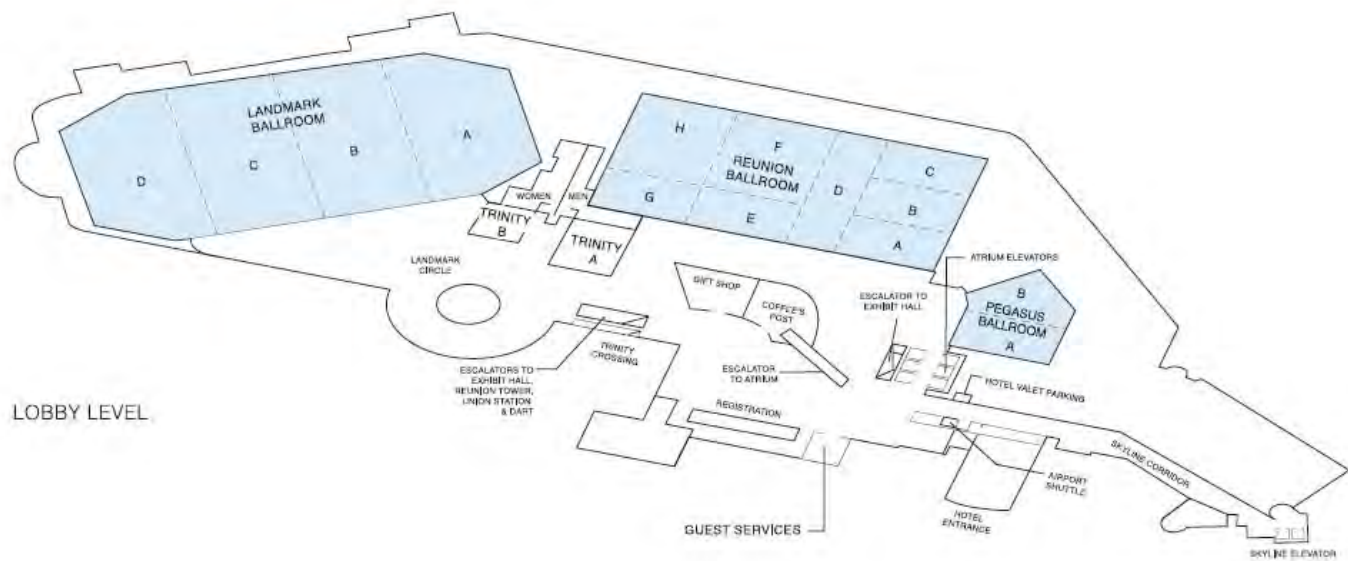 LANDMARK
BALLROOM
A
B
C
D
H
F
REUNION
BALLROOM
D
C
B
A
G
E
WOMEN
MEN
TRINITY
B
TRINITY
A
LANDMARK
CIRCLE
GIFT SHOP
COFFEE'S
POST
ESCALATOR TO
EXHIBIT HALL
ATRIUM ELEVATORS
B
PEGASUS
BALLROOM
A
TRINITY
CROSSING
ESCALATORS TO
EXHIBIT HALL,
REUNION TOWER,
UNION STATION
& DART
ESCALATOR
TO ATRIUM
HOTEL VALET PARKING
LOBBY LEVEL
REGISTRATION
SKYLINE CORRIDOR
AIRPORT
SHUTTLE
HOTEL
ENTRANCE
GUEST SERVICES
SKYLINE ELEVATOR